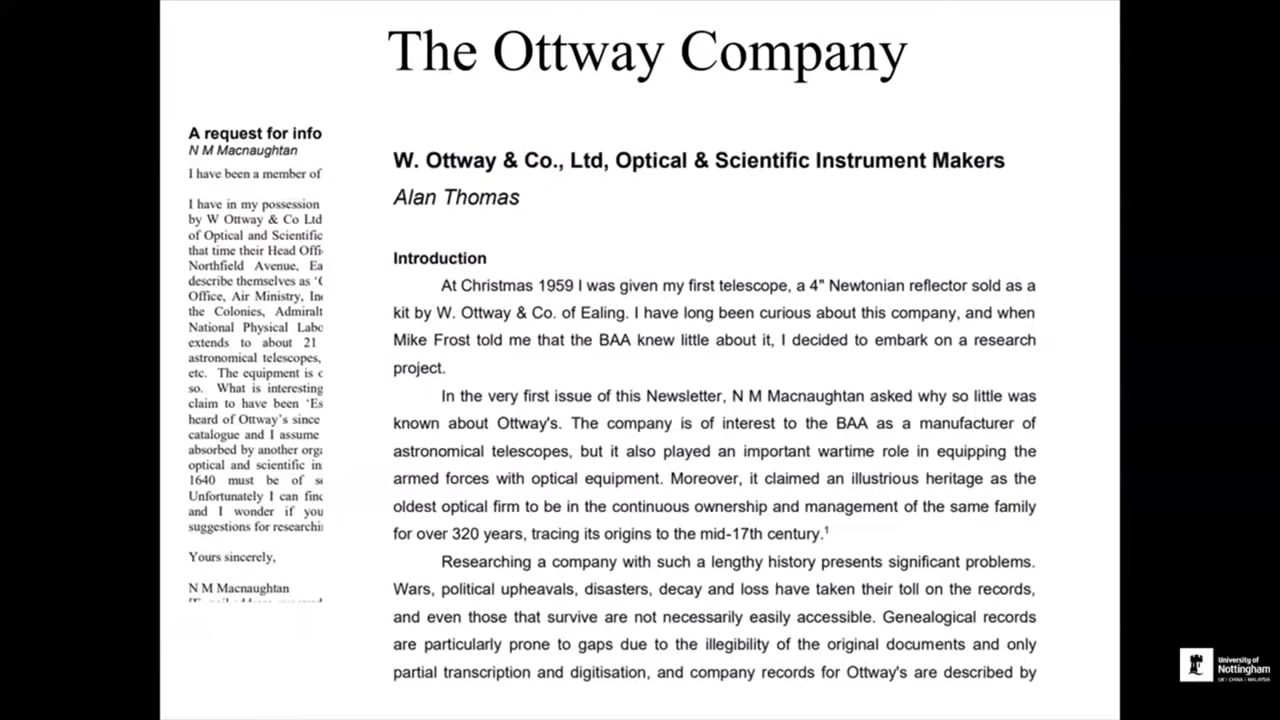 The Ottway Company
A request for info
N M Macnaughtan
I have been a member of
I have in my possession
by W Ottway & Co Ltd
of Optical and Scientific
that time their Head Offi
Northfield Avenue, Ea
describe themselves as ‘
Office, Air Ministry, In
the Colonies, Admiralt
National Physical Labo
extends to about 21
astronomical telescopes,
etc. The equipment is
so. What is interesting
claim to have been ‘Es
heard of Ottway’s since
catalogue and I assume
absorbed by another org
optical and scientific in
1640 must be of s
Unfortunately I can find
and I wonder if you
suggestions for researchi
Yours sincerely,
N M Macnaughtan
W. Ottway & Co., Ltd, Optical & Scientific Instrument Makers
Alan Thomas
Introduction
At Christmas 1959 I was given my first telescope, a 4" Newtonian reflector sold as a
kit by W. Ottway & Co. of Ealing. I have long been curious about this company, and when
Mike Frost told me that the BAA knew little about it, I decided to embark on a research
project.
In the very first issue of this Newsletter, N M Macnaughtan asked why so little was
known about Ottway's. The company is of interest to the BAA as a manufacturer of
astronomical telescopes, but it also played an important wartime role in equipping the
armed forces with optical equipment. Moreover, it claimed an illustrious heritage as the
oldest optical firm to be in the continuous ownership and management of the same family
for over 320 years, tracing its origins to the mid-17th century.¹
Researching a company with such a lengthy history presents significant problems.
Wars, political upheavals, disasters, decay and loss have taken their toll on the records,
and even those that survive are not necessarily easily accessible. Genealogical records
are particularly prone to gaps due to the illegibility of the original documents and only
partial transcription and digitisation, and company records for Ottway's are described by
University of
Nottingham
UK | CHINA | MALAYSIA